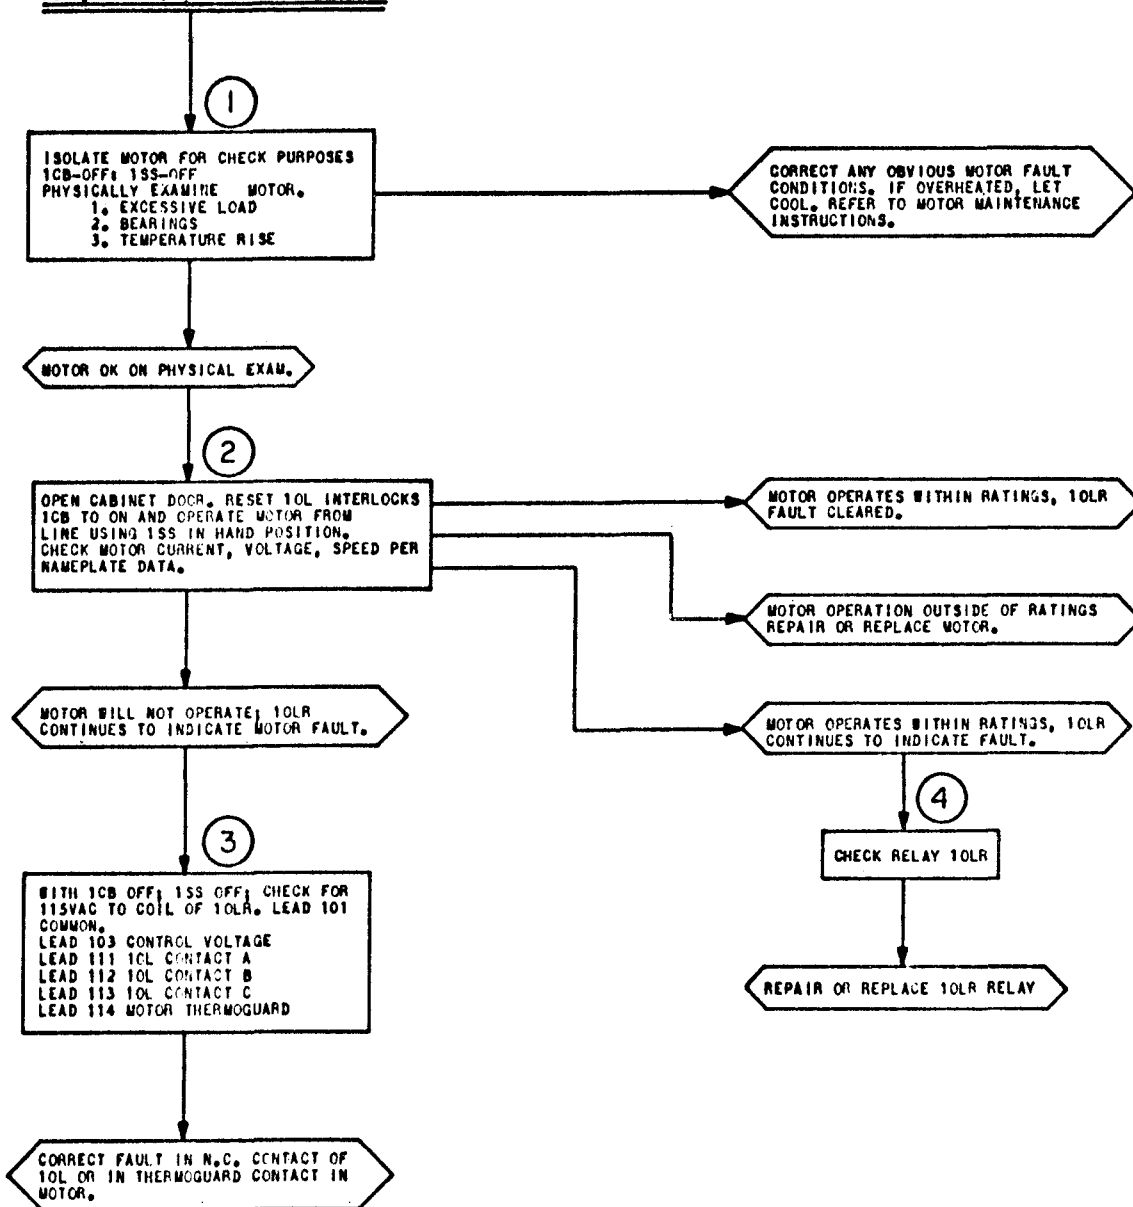 1
ISOLATE MOTOR FOR CHECK PURPOSES
1CB-OFF; 1SS-OFF
PHYSICALLY EXAMINE MOTOR.
1. EXCESSIVE LOAD
2. BEARINGS
3. TEMPERATURE RISE
CORRECT ANY OBVIOUS MOTOR FAULT
CONDITIONS. IF OVERHEATED, LET
COOL. REFER TO MOTOR MAINTENANCE
INSTRUCTIONS.
MOTOR OK ON PHYSICAL EXAM.
2
OPEN CABINET DOOR. RESET 1OL INTERLOCKS
1CB TO ON AND OPERATE MOTOR FROM
LINE USING 1SS IN HAND POSITION.
CHECK MOTOR CURRENT, VOLTAGE, SPEED PER
NAMEPLATE DATA.
MOTOR OPERATES WITHIN RATINGS, 1OLR
FAULT CLEARED.
MOTOR OPERATION OUTSIDE OF RATINGS
REPAIR OR REPLACE MOTOR.
MOTOR WILL NOT OPERATE; 1OLR
CONTINUES TO INDICATE MOTOR FAULT.
MOTOR OPERATES WITHIN RATINGS, 1OLR
CONTINUES TO INDICATE FAULT.
4
CHECK RELAY 1OLR
3
WITH 1CB OFF; 1SS OFF; CHECK FOR
115VAC TO COIL OF 1OLR. LEAD 101
COMMON.
LEAD 103 CONTROL VOLTAGE
LEAD 111 1OL CONTACT A
LEAD 112 1OL CONTACT B
LEAD 113 1OL CONTACT C
LEAD 114 MOTOR THERMOGUARD
REPAIR OR REPLACE 1OLR RELAY
CORRECT FAULT IN N.C. CONTACT OF
1OL OR IN THERMOGUARD CONTACT IN
MOTOR.